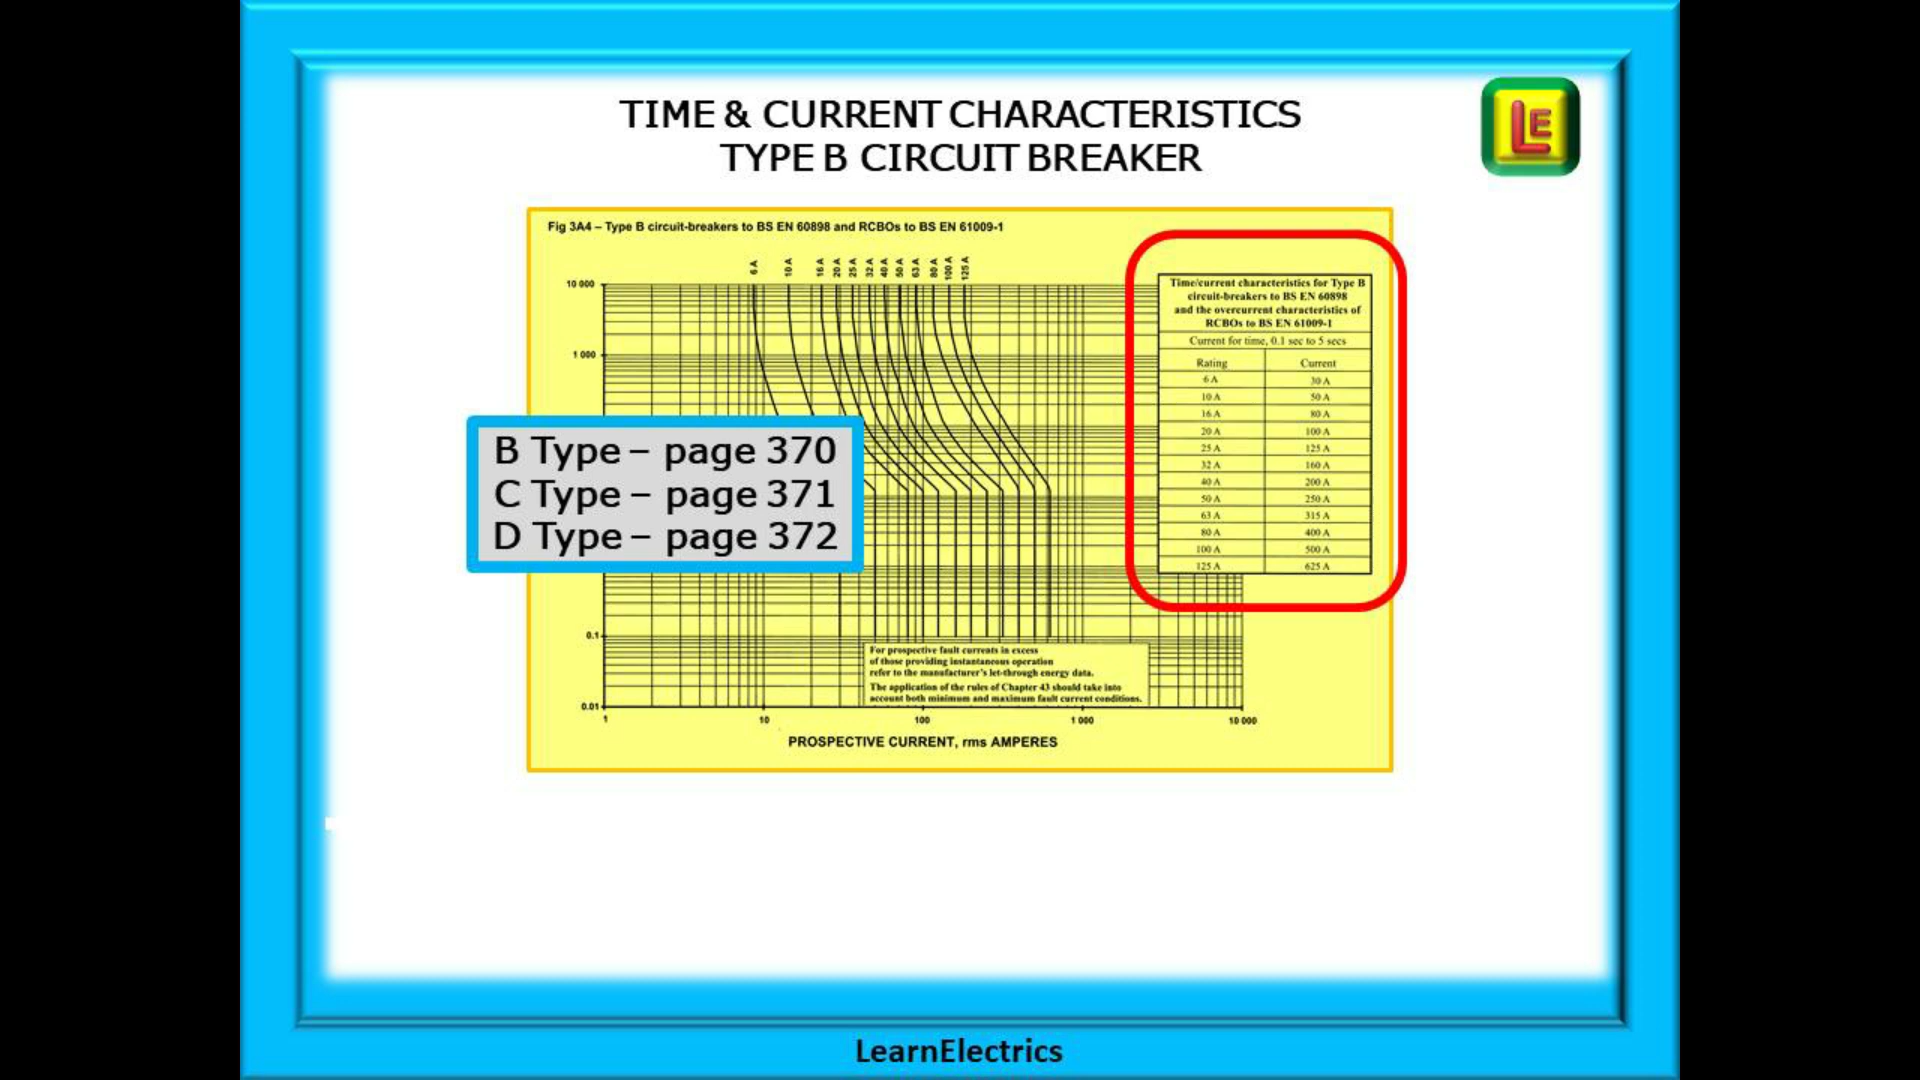 TIME & CURRENT CHARACTERISTICS
TYPE B CIRCUIT BREAKER
LE
Fig 3A4 – Type B circuit-breakers to BS EN 60898 and RCBOs to BS EN 61009-1
6 A 10 A 16 A 20 A 25 A 32 A 40 A 50 A 63 A 80 A 100 A 125 A
10 000
1 000
0.1
0.01
1 10 100 1 000 10 000
PROSPECTIVE CURRENT, rms AMPERES
B Type – page 370
C Type – page 371
D Type – page 372
Time/current characteristics for Type B
circuit-breakers to BS EN 60898
and the overcurrent characteristics of
RCBOs to BS EN 61009-1
Current for time, 0.1 sec to 5 secs
Rating Current
6 A 30 A
10 A 50 A
16 A 80 A
20 A 100 A
25 A 125 A
32 A 160 A
40 A 200 A
50 A 250 A
63 A 315 A
80 A 400 A
100 A 500 A
125 A 625 A
For prospective fault currents in excess
of those providing instantaneous operation
refer to the manufacturer's let-through energy data.
The application of the rules of Chapter 43 should take into
account both minimum and maximum fault current conditions.
LearnElectrics